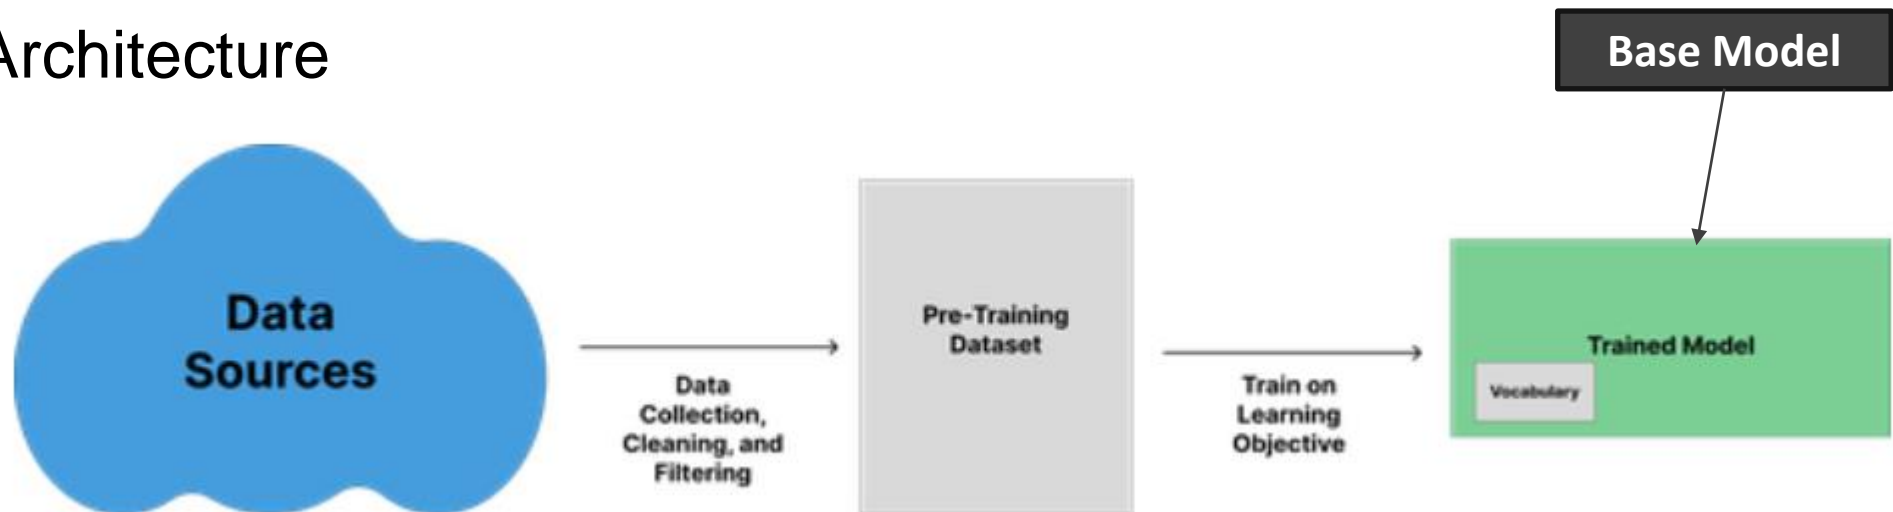 Architecture
Base Model
Data
Sources
Data
Collection,
Cleaning, and
Filtering
Pre-Training
Dataset
Train on
Learning
Objective
Trained Model
Vocabulary